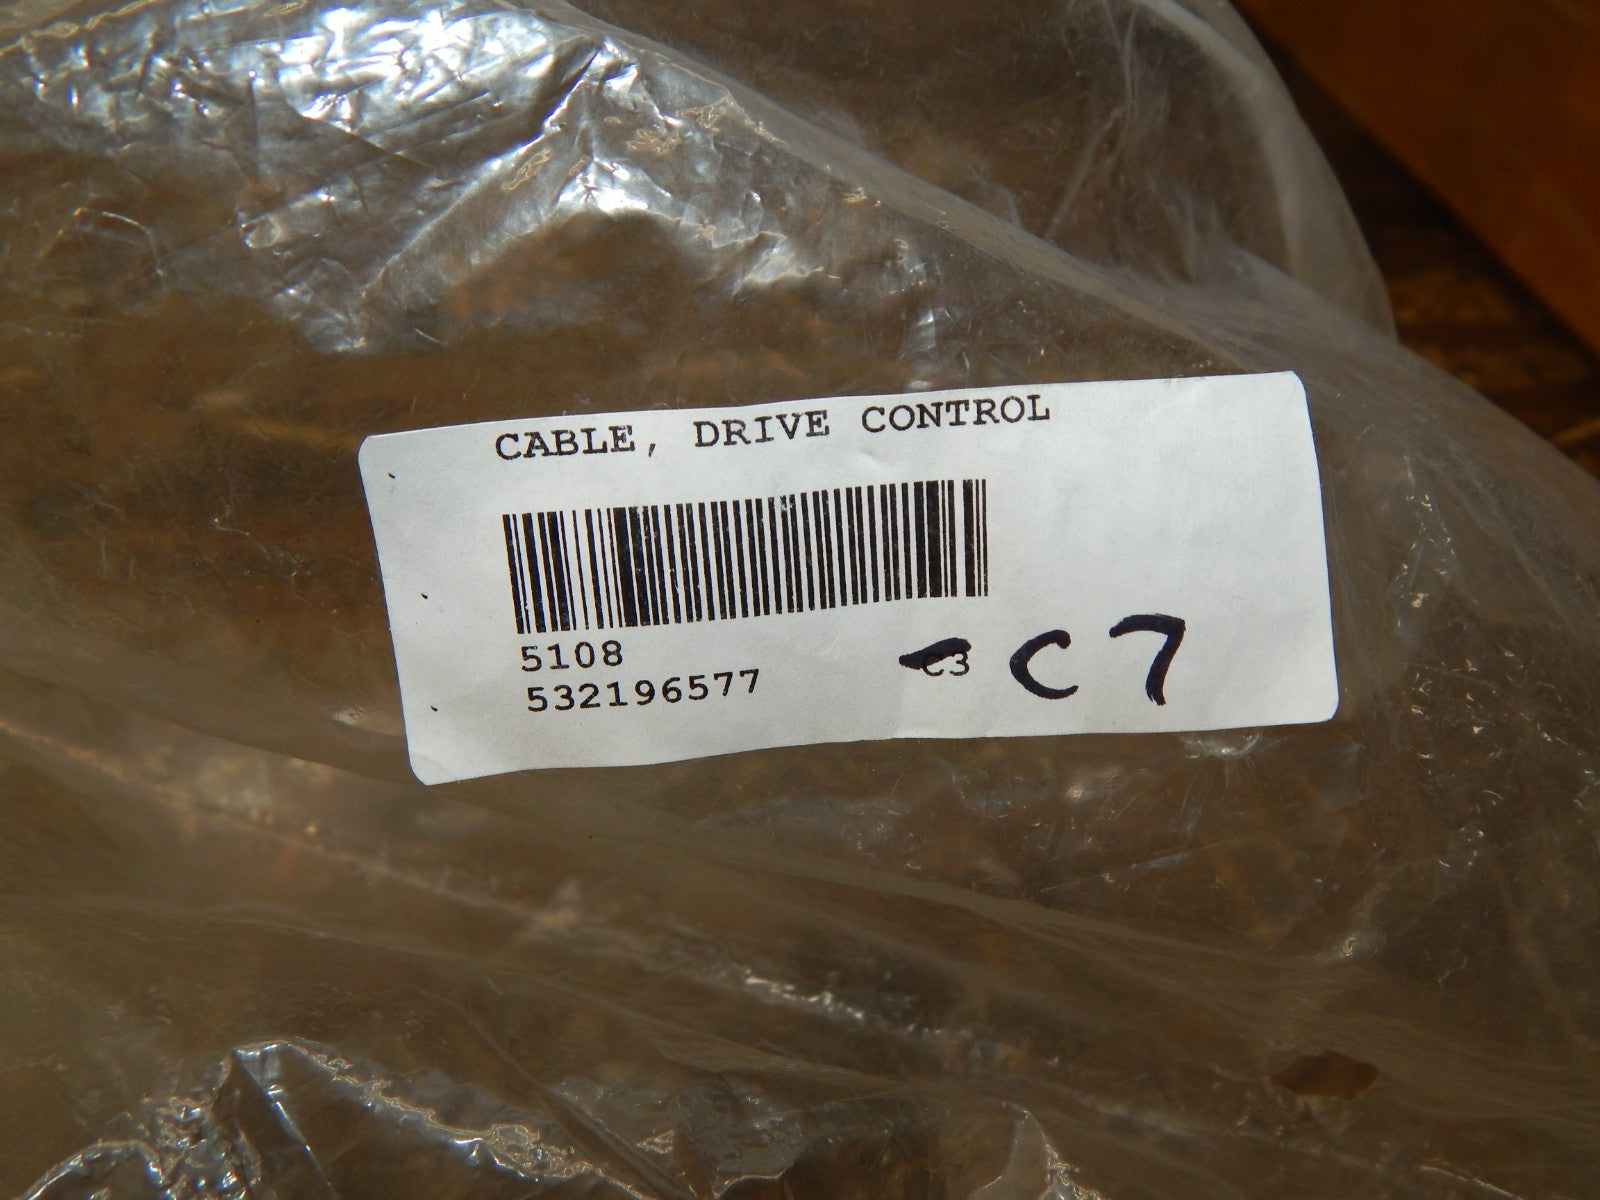 CABLE, DRIVE CONTROL
5108
C3 C7
532196577